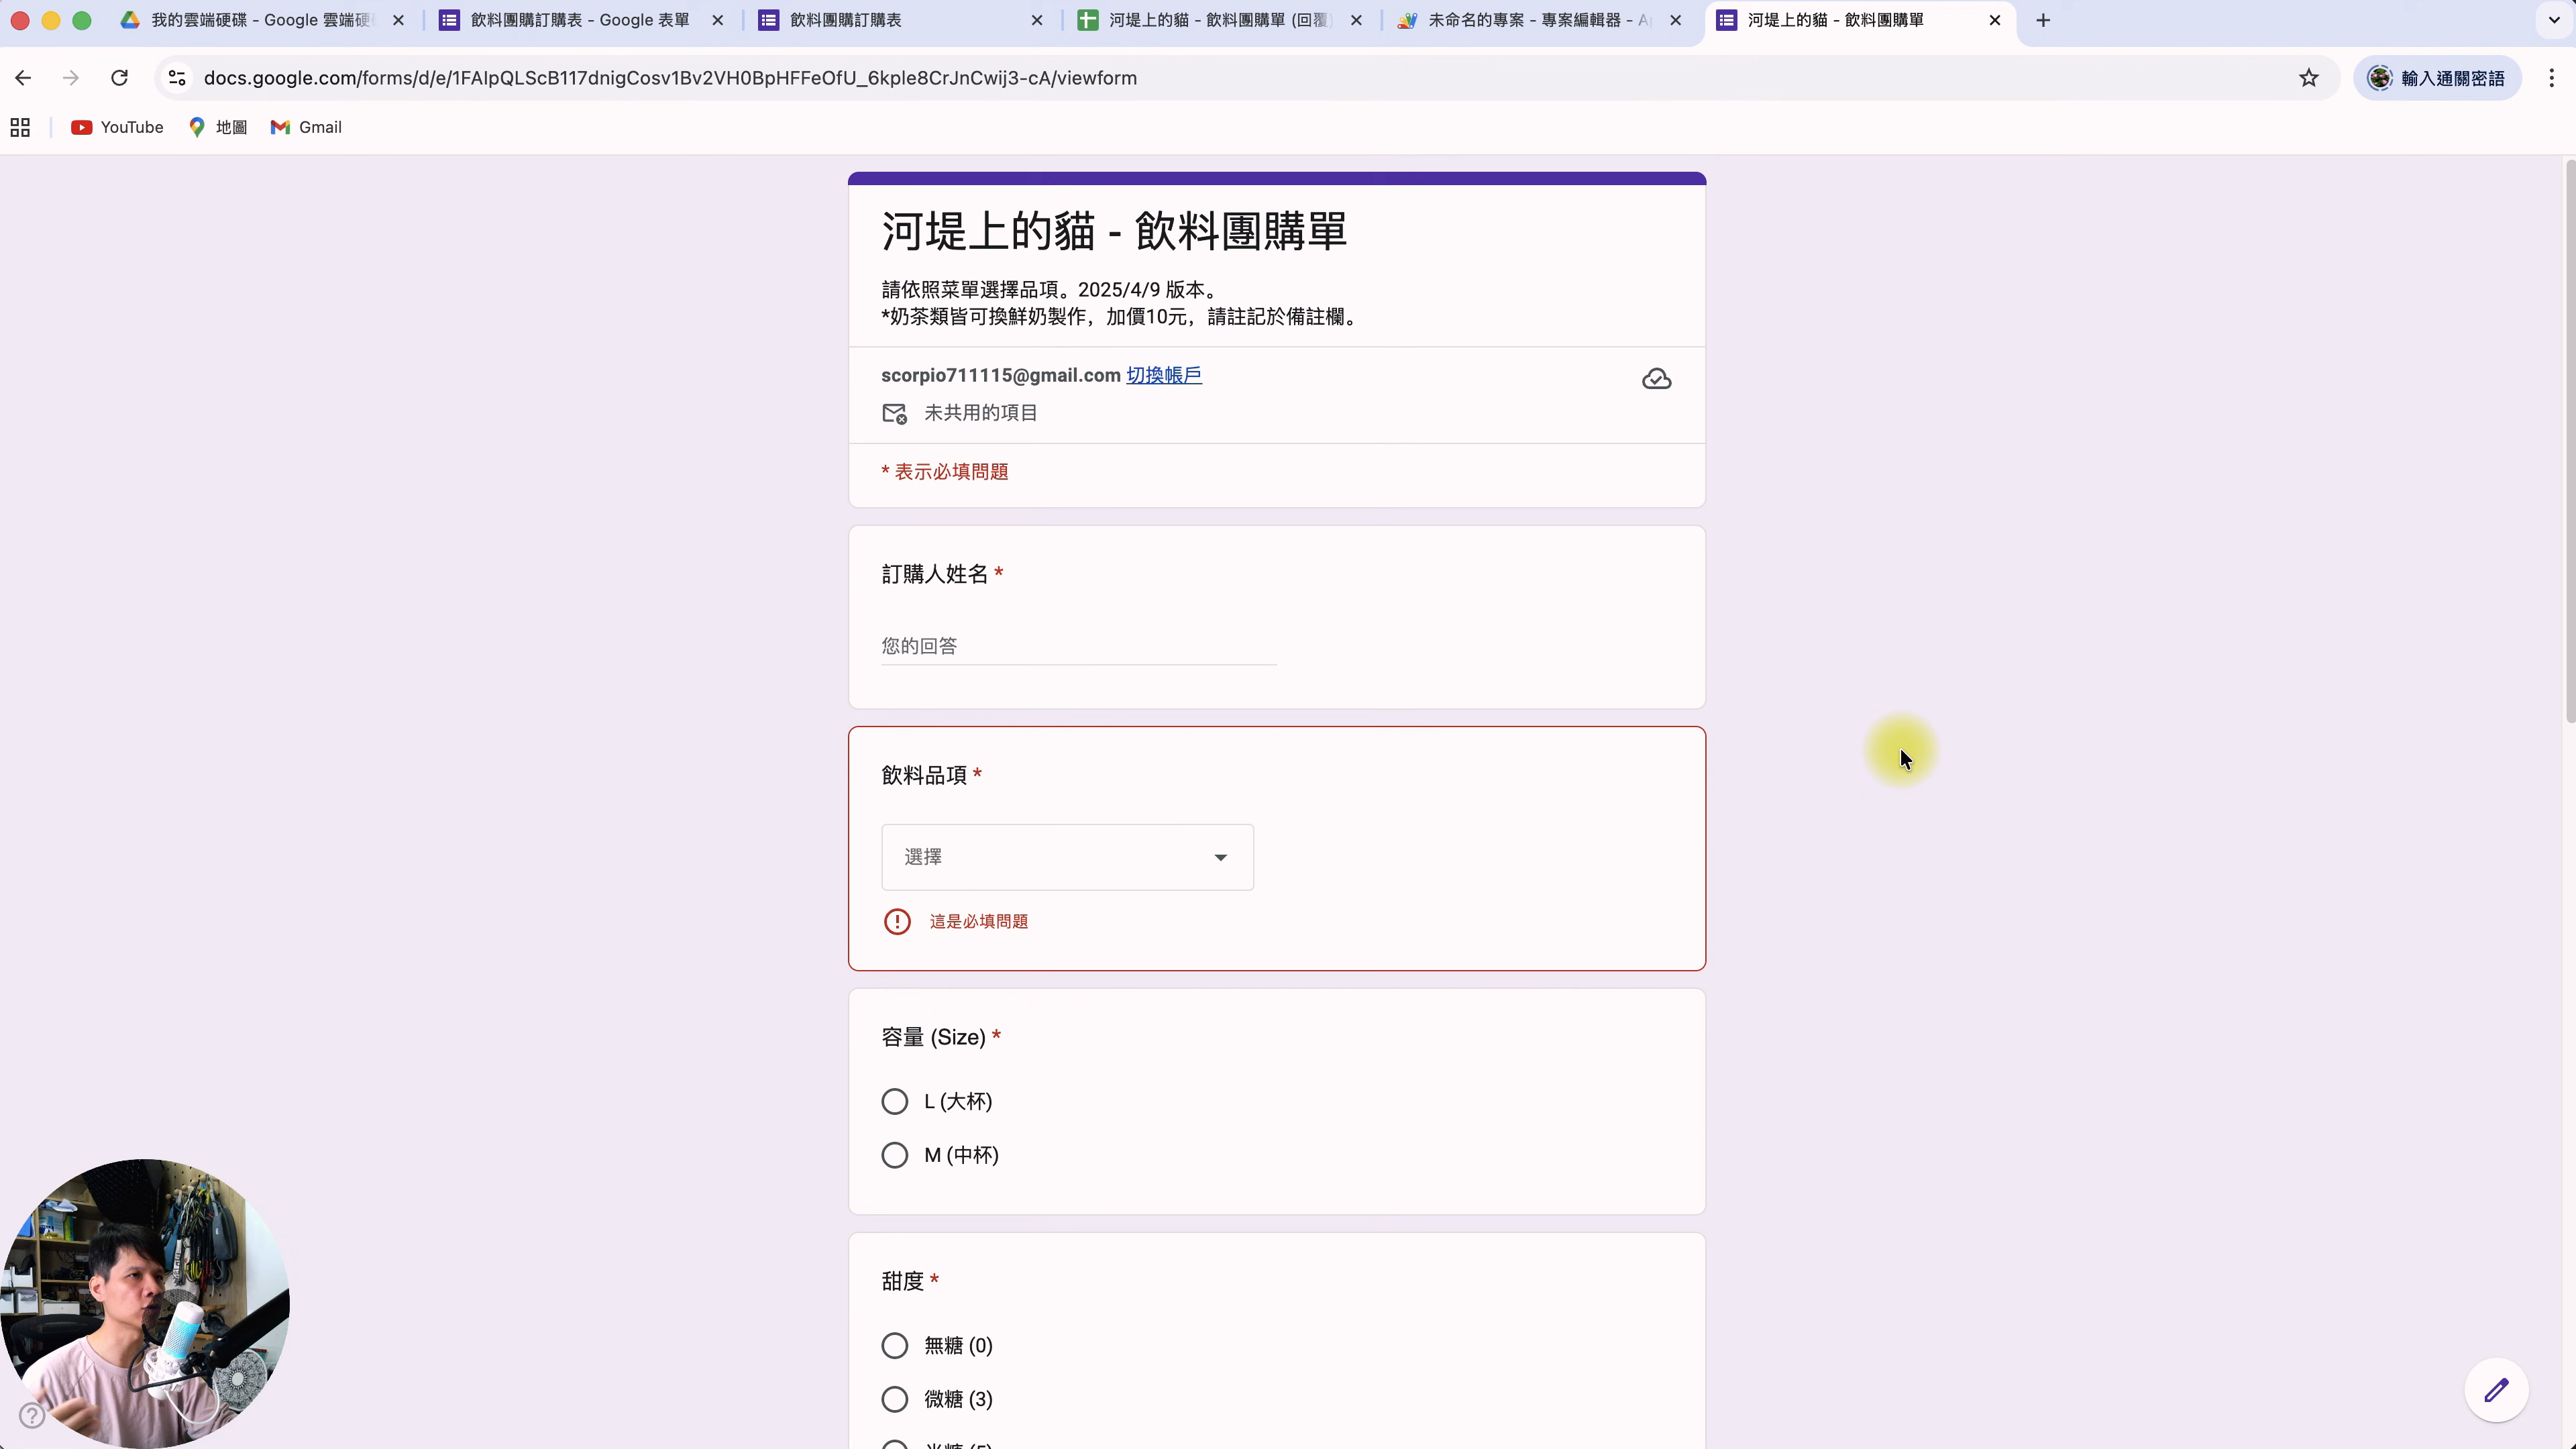 我的雲端硬碟 - Google 雲端硬
飲料團購訂購表 - Google 表單
飲料團購訂購表
河堤上的貓 - 飲料團購單 (回覆
未命名的專案 - 專案編輯器 - A
河堤上的貓 - 飲料團購單
docs.google.com/forms/d/e/1FAIpQLScB117dnigCosv1Bv2VH0BpHFFeOfU_6kple8CrJnCwij3-cA/viewform
輸入通關密語
YouTube
地圖
Gmail
河堤上的貓 - 飲料團購單
請依照菜單選擇品項。2025/4/9 版本。
*奶茶類皆可換鮮奶製作，加價10元，請註記於備註欄。
scorpio711115@gmail.com 切換帳戶
未共用的項目
* 表示必填問題
訂購人姓名 *
您的回答
飲料品項 *
選擇
這是必填問題
容量 (Size) *
L (大杯)
M (中杯)
甜度 *
無糖 (0)
微糖 (3)